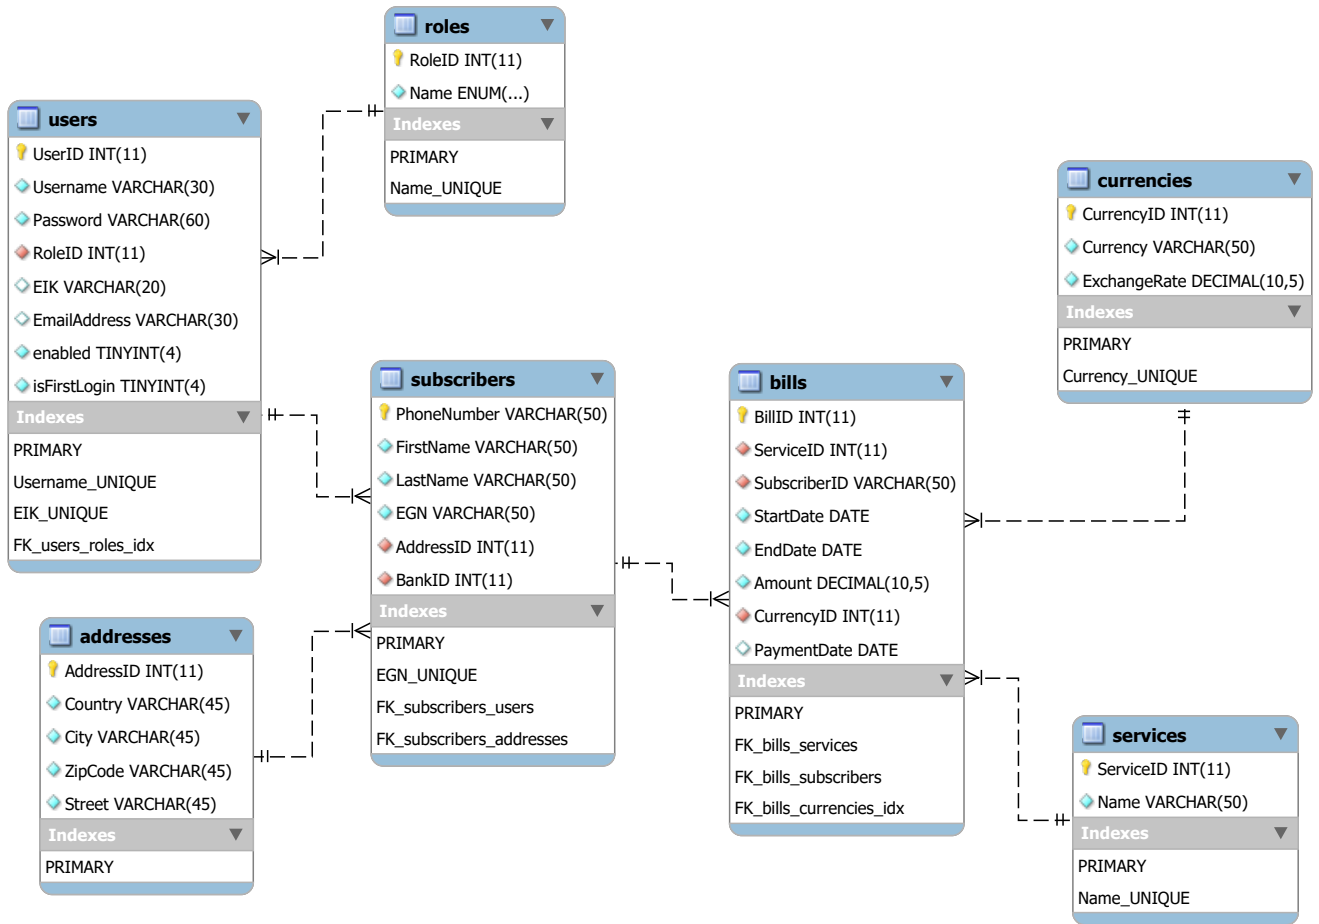 roles
RoleID INT(11)
Name ENUM(...)
Indexes
PRIMARY
Name_UNIQUE
users
UserID INT(11)
Username VARCHAR(30)
Password VARCHAR(60)
RoleID INT(11)
EIK VARCHAR(20)
EmailAddress VARCHAR(30)
enabled TINYINT(4)
isFirstLogin TINYINT(4)
Indexes
PRIMARY
Username_UNIQUE
EIK_UNIQUE
FK_users_roles_idx
currencies
CurrencyID INT(11)
Currency VARCHAR(50)
ExchangeRate DECIMAL(10,5)
Indexes
PRIMARY
Currency_UNIQUE
subscribers
PhoneNumber VARCHAR(50)
FirstName VARCHAR(50)
LastName VARCHAR(50)
EGN VARCHAR(50)
AddressID INT(11)
BankID INT(11)
Indexes
PRIMARY
EGN_UNIQUE
FK_subscribers_users
FK_subscribers_addresses
bills
BillID INT(11)
ServiceID INT(11)
SubscriberID VARCHAR(50)
StartDate DATE
EndDate DATE
Amount DECIMAL(10,5)
CurrencyID INT(11)
PaymentDate DATE
Indexes
PRIMARY
FK_bills_services
FK_bills_subscribers
FK_bills_currencies_idx
addresses
AddressID INT(11)
Country VARCHAR(45)
City VARCHAR(45)
ZipCode VARCHAR(45)
Street VARCHAR(45)
Indexes
PRIMARY
services
ServiceID INT(11)
Name VARCHAR(50)
Indexes
PRIMARY
Name_UNIQUE